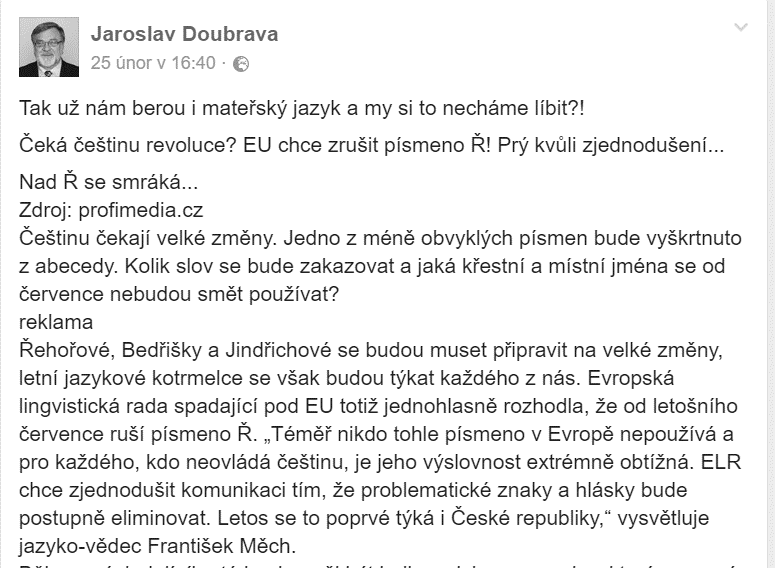 Jaroslav Doubrava
25 únor v 16:40 ·
Tak už nám berou i mateřský jazyk a my si to necháme líbit?!
Čeká češtinu revoluce? EU chce zrušit písmeno Ř! Prý kvůli zjednodušení...
Nad Ř se smráká...
Zdroj: profimedia.cz
Češtinu čekají velké změny. Jedno z méně obvyklých písmen bude vyškrtnuto
z abecedy. Kolik slov se bude zakazovat a jaká křestní a místní jména se od
července nebudou smět používat?
reklama
Řehořové, Bedřišky a Jindřichové se budou muset připravit na velké změny,
letní jazykové kotrmelce se však budou týkat každého z nás. Evropská
lingvistická rada spadající pod EU totiž jednohlasně rozhodla, že od letošního
července ruší písmeno Ř. „Téměř nikdo tohle písmeno v Evropě nepoužívá a
pro každého, kdo neovládá češtinu, je jeho výslovnost extrémně obtížná. ELR
chce zjednodušit komunikaci tím, že problematické znaky a hlásky bude
postupně eliminovat. Letos se to poprvé týká i České republiky,“ vysvětluje
jazyko-vědec František Měch.